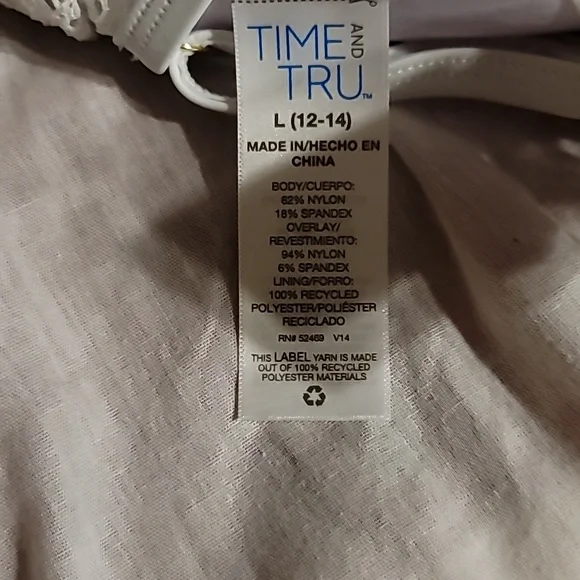 TIME AND
TRU™
L (12-14)
MADE IN/HECHO EN
CHINA
BODY/CUERPO:
62% NYLON
18% SPANDEX
OVERLAY/
REVESTIMIENTO:
94% NYLON
6% SPANDEX
LINING/FORRO:
100% RECYCLED
POLYESTER/POLIÉSTER
RECICLADO
RN# 52469 V14
THIS LABEL YARN IS MADE
OUT OF 100% RECYCLED
POLYESTER MATERIALS